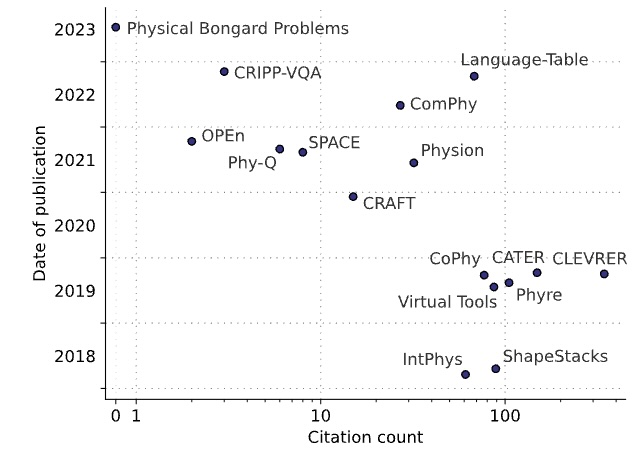 2023
Physical Bongard Problems
Language-Table
CRIPP-VQA
2022
ComPhy
OPEn
SPACE
Physion
Phy-Q
2021
CRAFT
2020
CoPhy
CATER
CLEVRER
2019
Virtual Tools
Phyre
2018
IntPhys
ShapeStacks
Date of publication
0 1 10 100
Citation count